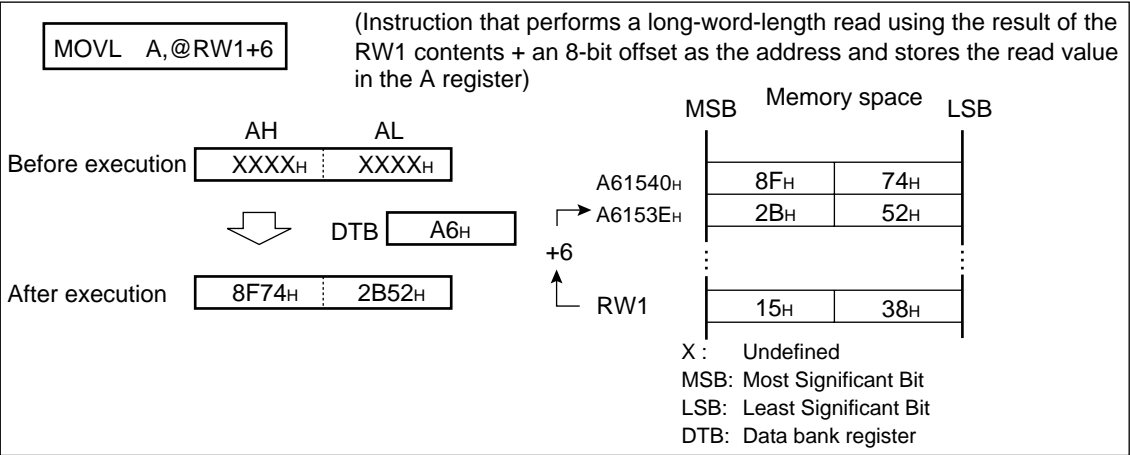 MOVL A,@RW1+6
(Instruction that performs a long-word-length read using the result of the
RW1 contents + an 8-bit offset as the address and stores the read value
in the A register)
MSB Memory space LSB
AH AL
Before execution XXXXH XXXXH
A61540H 8FH 74H
DTB A6H
A6153EH 2BH 52H
+6
After execution 8F74H 2B52H
RW1 15H 38H
X : Undefined
MSB: Most Significant Bit
LSB: Least Significant Bit
DTB: Data bank register